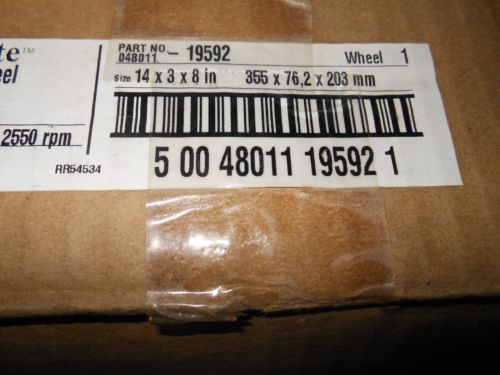 te™
eel
PART NO.
048011 - 19592
Wheel 1
size 14 x 3 x 8 in 355 x 76,2 x 203 mm
2550 rpm
5 00 48011 19592 1
RR54534